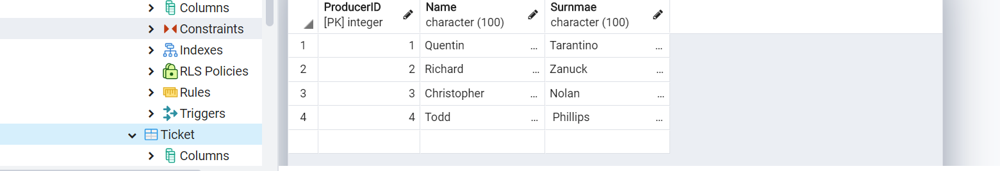 Columns
Constraints
Indexes
RLS Policies
Rules
Triggers
Ticket
Columns
ProducerID Name Surnmae
[PK] integer character (100) character (100)
1 1 Quentin ... Tarantino ...
2 2 Richard ... Zanuck ...
3 3 Christopher ... Nolan ...
4 4 Todd ... Phillips ...